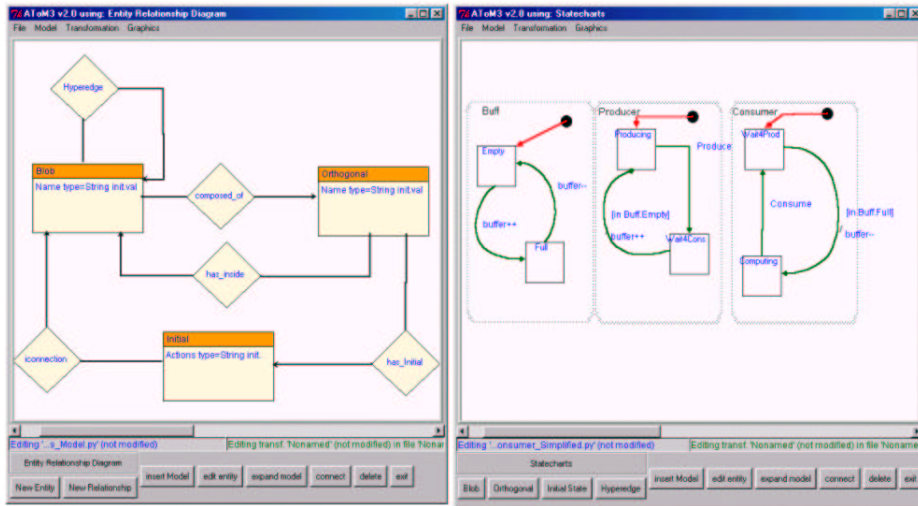 AToM3 v2.0 using: Entity Relationship Diagram
File Model Transformation Graphics
Hyperedge
Blob
Name type=String init.val
composed_of
Orthogonal
Name type=String init.val
has_inside
Initial
Actions type=String init.
iconnection
has_Initial
Editing '...s_Model.py' (not modified)
Editing transf. 'Nonamed' (not modified) in file 'Nonam
Entity Relationship Diagram
New Entity New Relationship
insert Model edit entity expand model connect delete exit
AToM3 v2.0 using: Statecharts
File Model Transformation Graphics
Buff
Empty
buffer--
buffer++
Full
Producer
Producing
Produce
[in Buff.Empty]
buffer++
Wait4Cons
Consumer
Wait4Prod
Consume
[in Buff.Full]
/
buffer--
Computing
Editing '...onsumer_Simplified.py' (not modified)
Editing transf. 'Nonamed' (not modified) in file 'Nonam
Statecharts
Blob Orthogonal Initial State Hyperedge
insert Model edit entity expand model connect delete exit